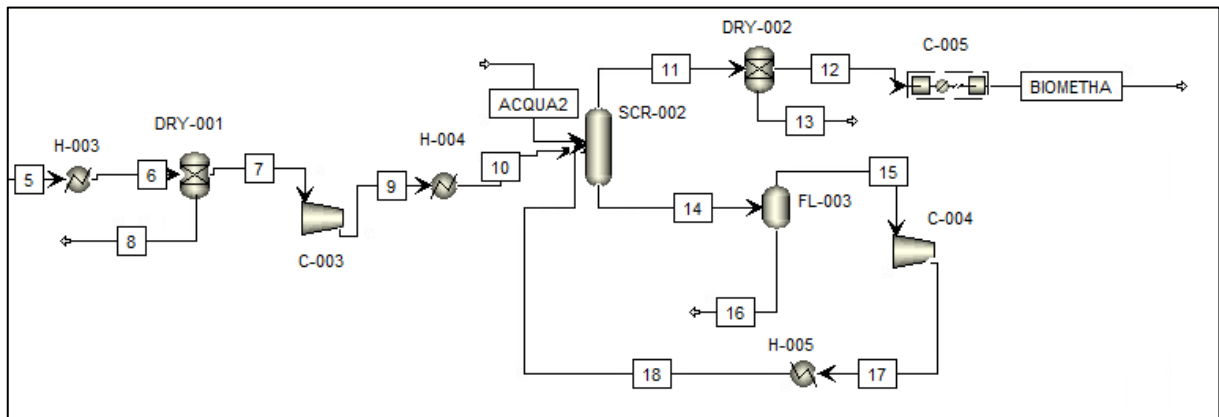 DRY-002
C-005
11
12
BIOMETHA
ACQUA2
SCR-002
13
DRY-001
H-003
H-004
5
6
7
9
10
8
C-003
14
FL-003
15
C-004
16
H-005
18
17